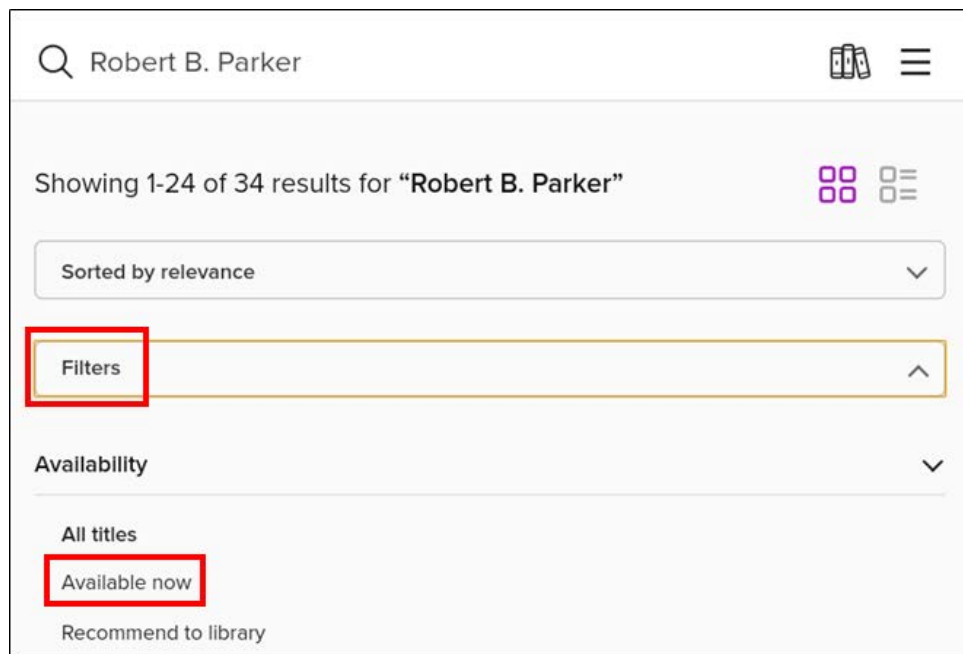 Robert B. Parker
Showing 1-24 of 34 results for “Robert B. Parker”
Sorted by relevance
Filters
Availability
All titles
Available now
Recommend to library